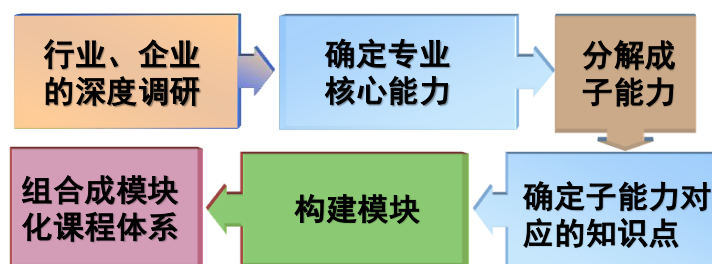 行业、企业
的深度调研
确定专业
核心能力
分解成
子能力
确定子能力对
应的知识点
构建模块
组合成模块
化课程体系